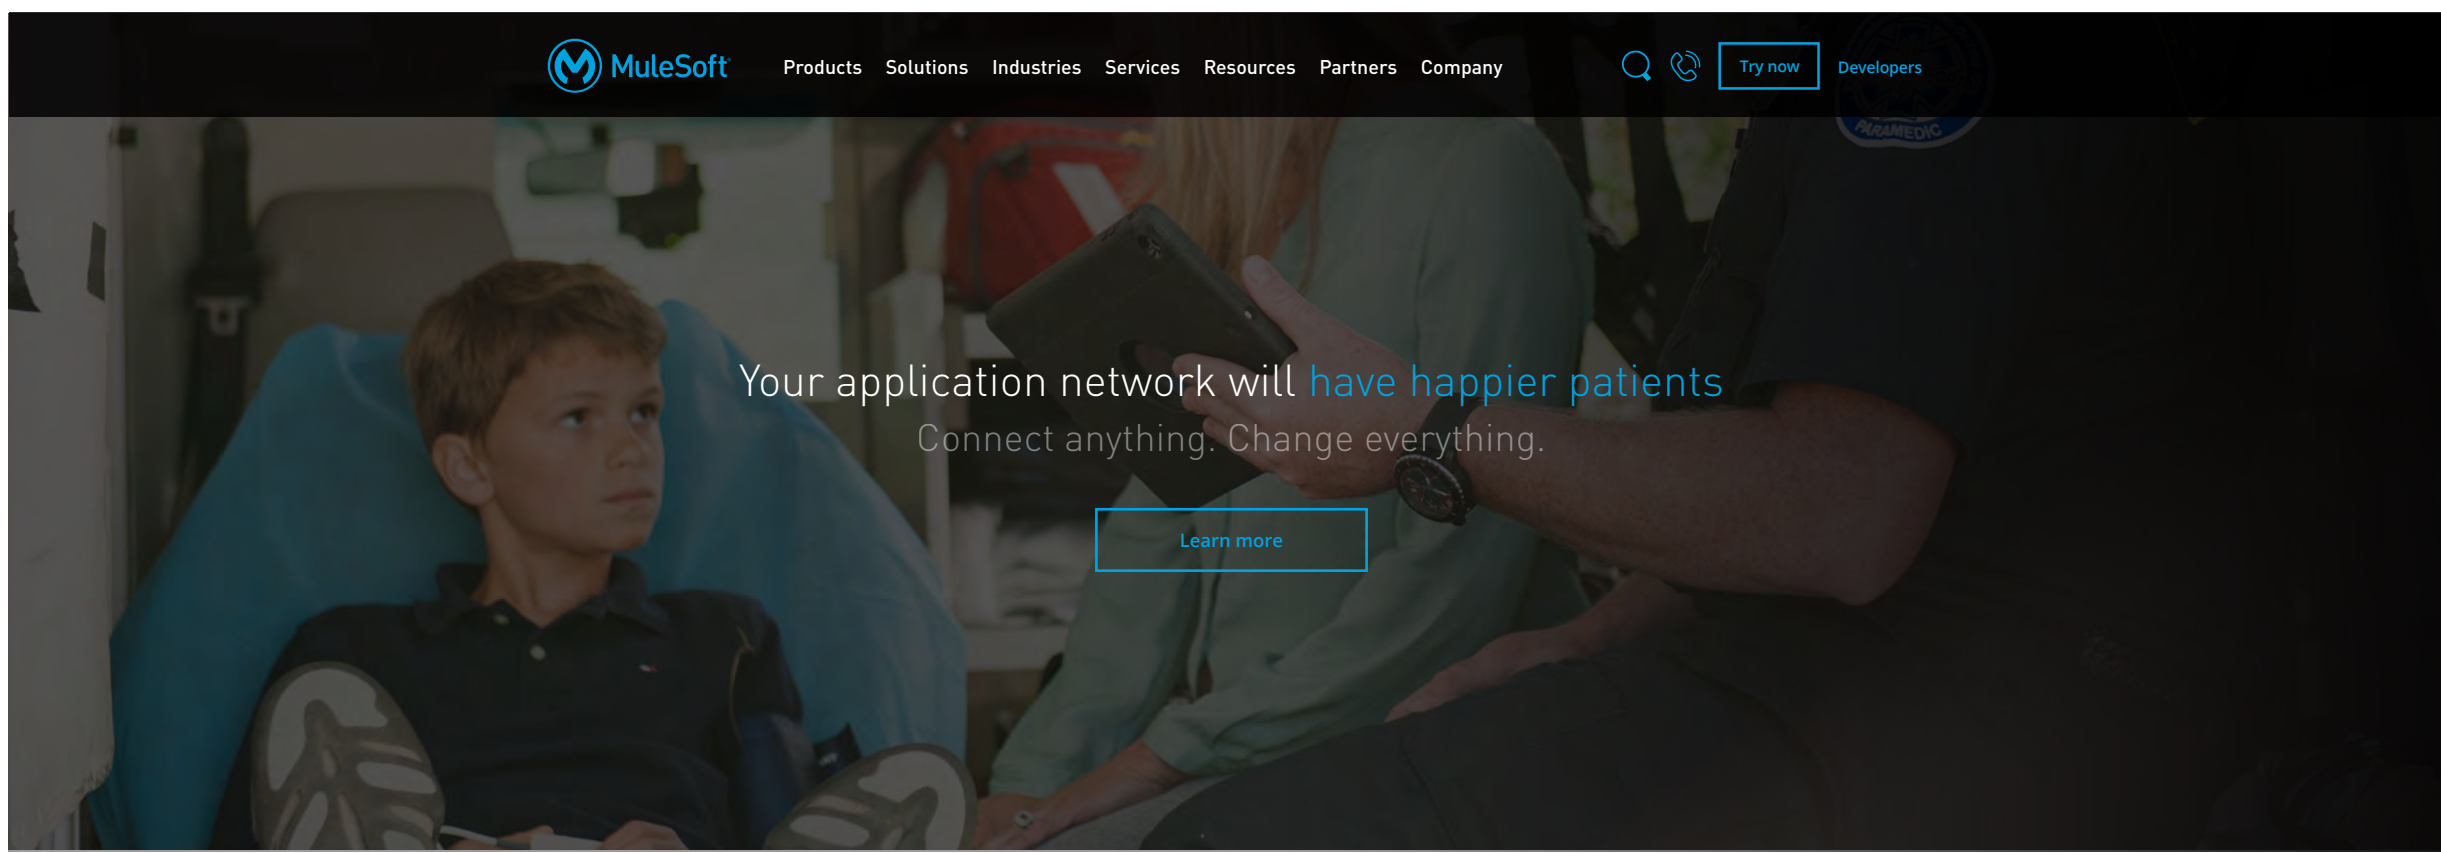 MuleSoft
Products Solutions Industries Services Resources Partners Company
Try now
Developers
PARAMEDIC
Your application network will have happier patients
Connect anything. Change everything.
Learn more